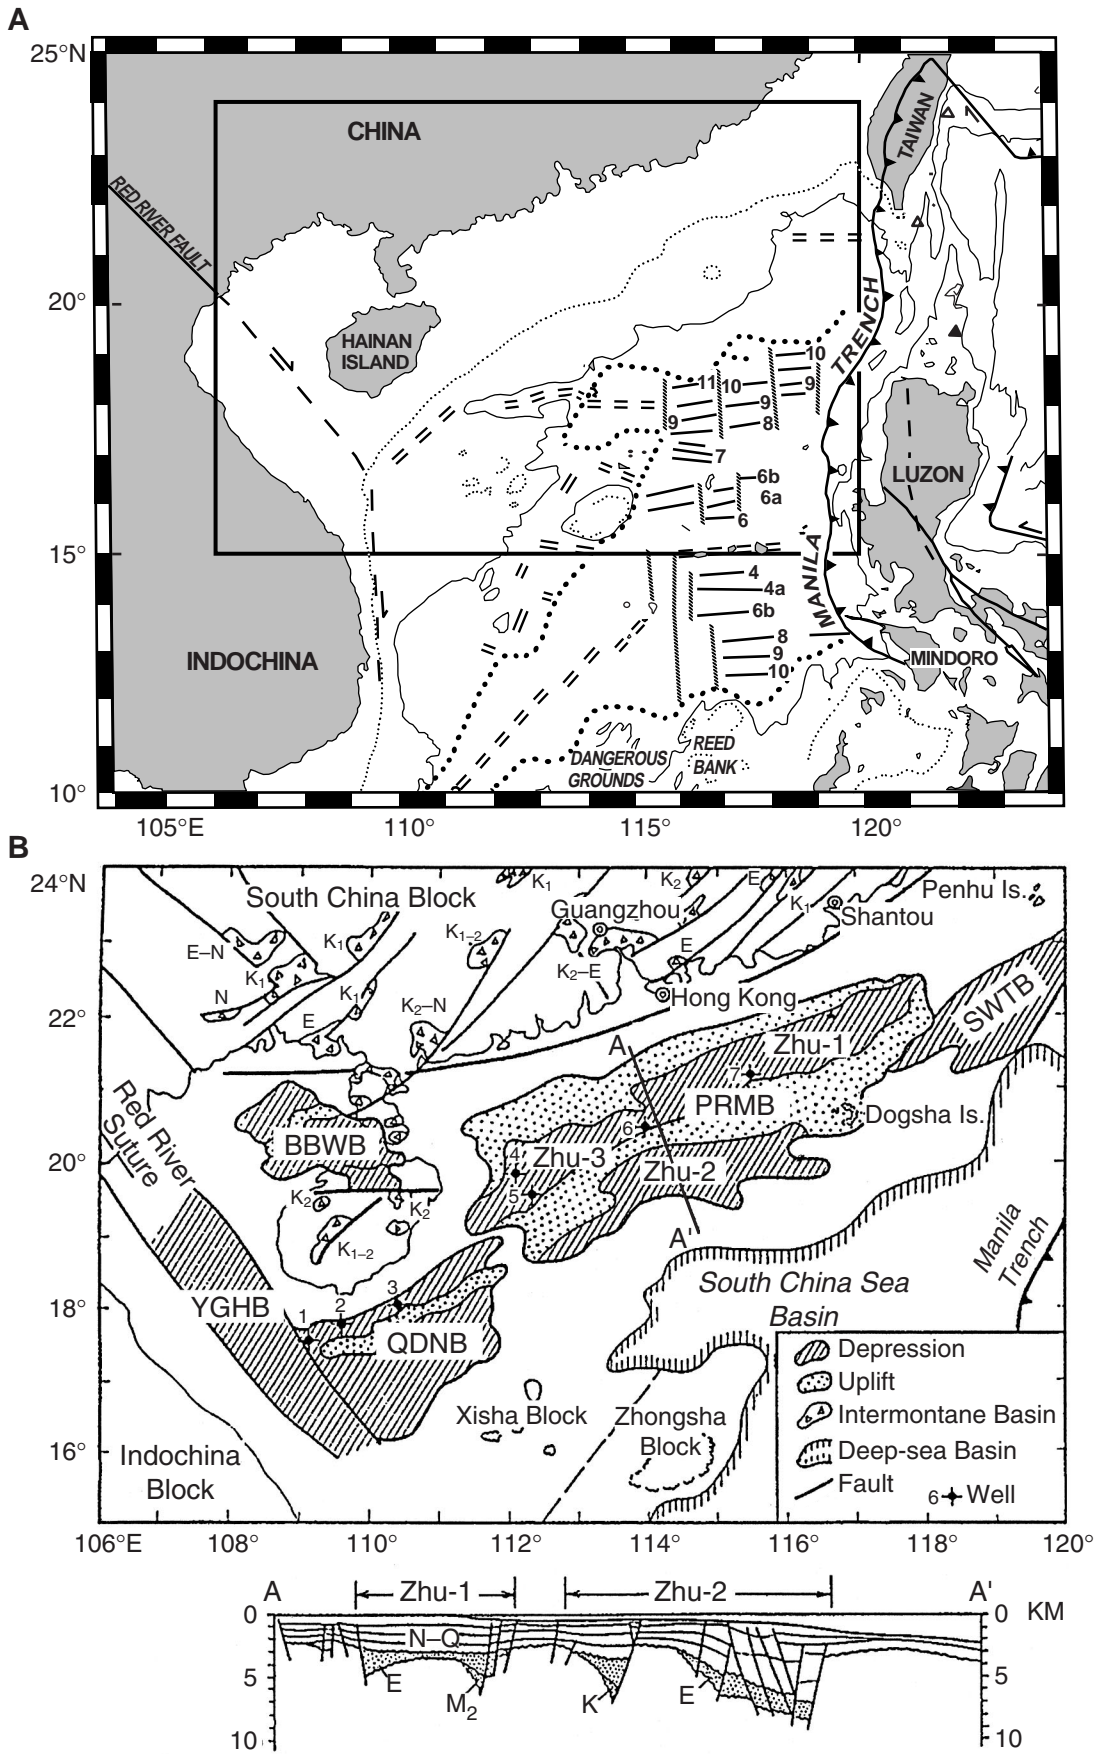 A
25°N
CHINA
TAIWAN
RED RIVER FAULT
20°
HAINAN
ISLAND
TRENCH
10
11
10
9
9
9
8
7
LUZON
6b
6a
6
15°
MANILA
4
4a
6b
8
9
10
INDOCHINA
MINDORO
REED
BANK
DANGEROUS
GROUNDS
10°
105°E
110°
115°
120°
B
24°N
South China Block
K1
K2
E
K1
Penhu Is.
Guangzhou
Shantou
E–N
K1
K1–2
K1
K2–E
E
N
K1
K2–N
E
Hong Kong
22°
SWTB
A
Zhu-1
7
PRMB
Dogsha Is.
Red River
Suture
BBWB
6
20°
4
Zhu-3
Zhu-2
5
K2
K2
K1–2
A'
Manila
Trench
South China Sea
Basin
18°
YGHB
1
2
3
QDNB
Depression
Uplift
Xisha Block
Zhongsha
Block
Intermontane Basin
16°
Indochina
Block
Deep-sea Basin
Fault
6
Well
106°E
108°
110°
112°
114°
116°
118°
120°
A
Zhu-1
Zhu-2
A'
0
0
KM
N–Q
5
E
M2
K
E
5
10
10